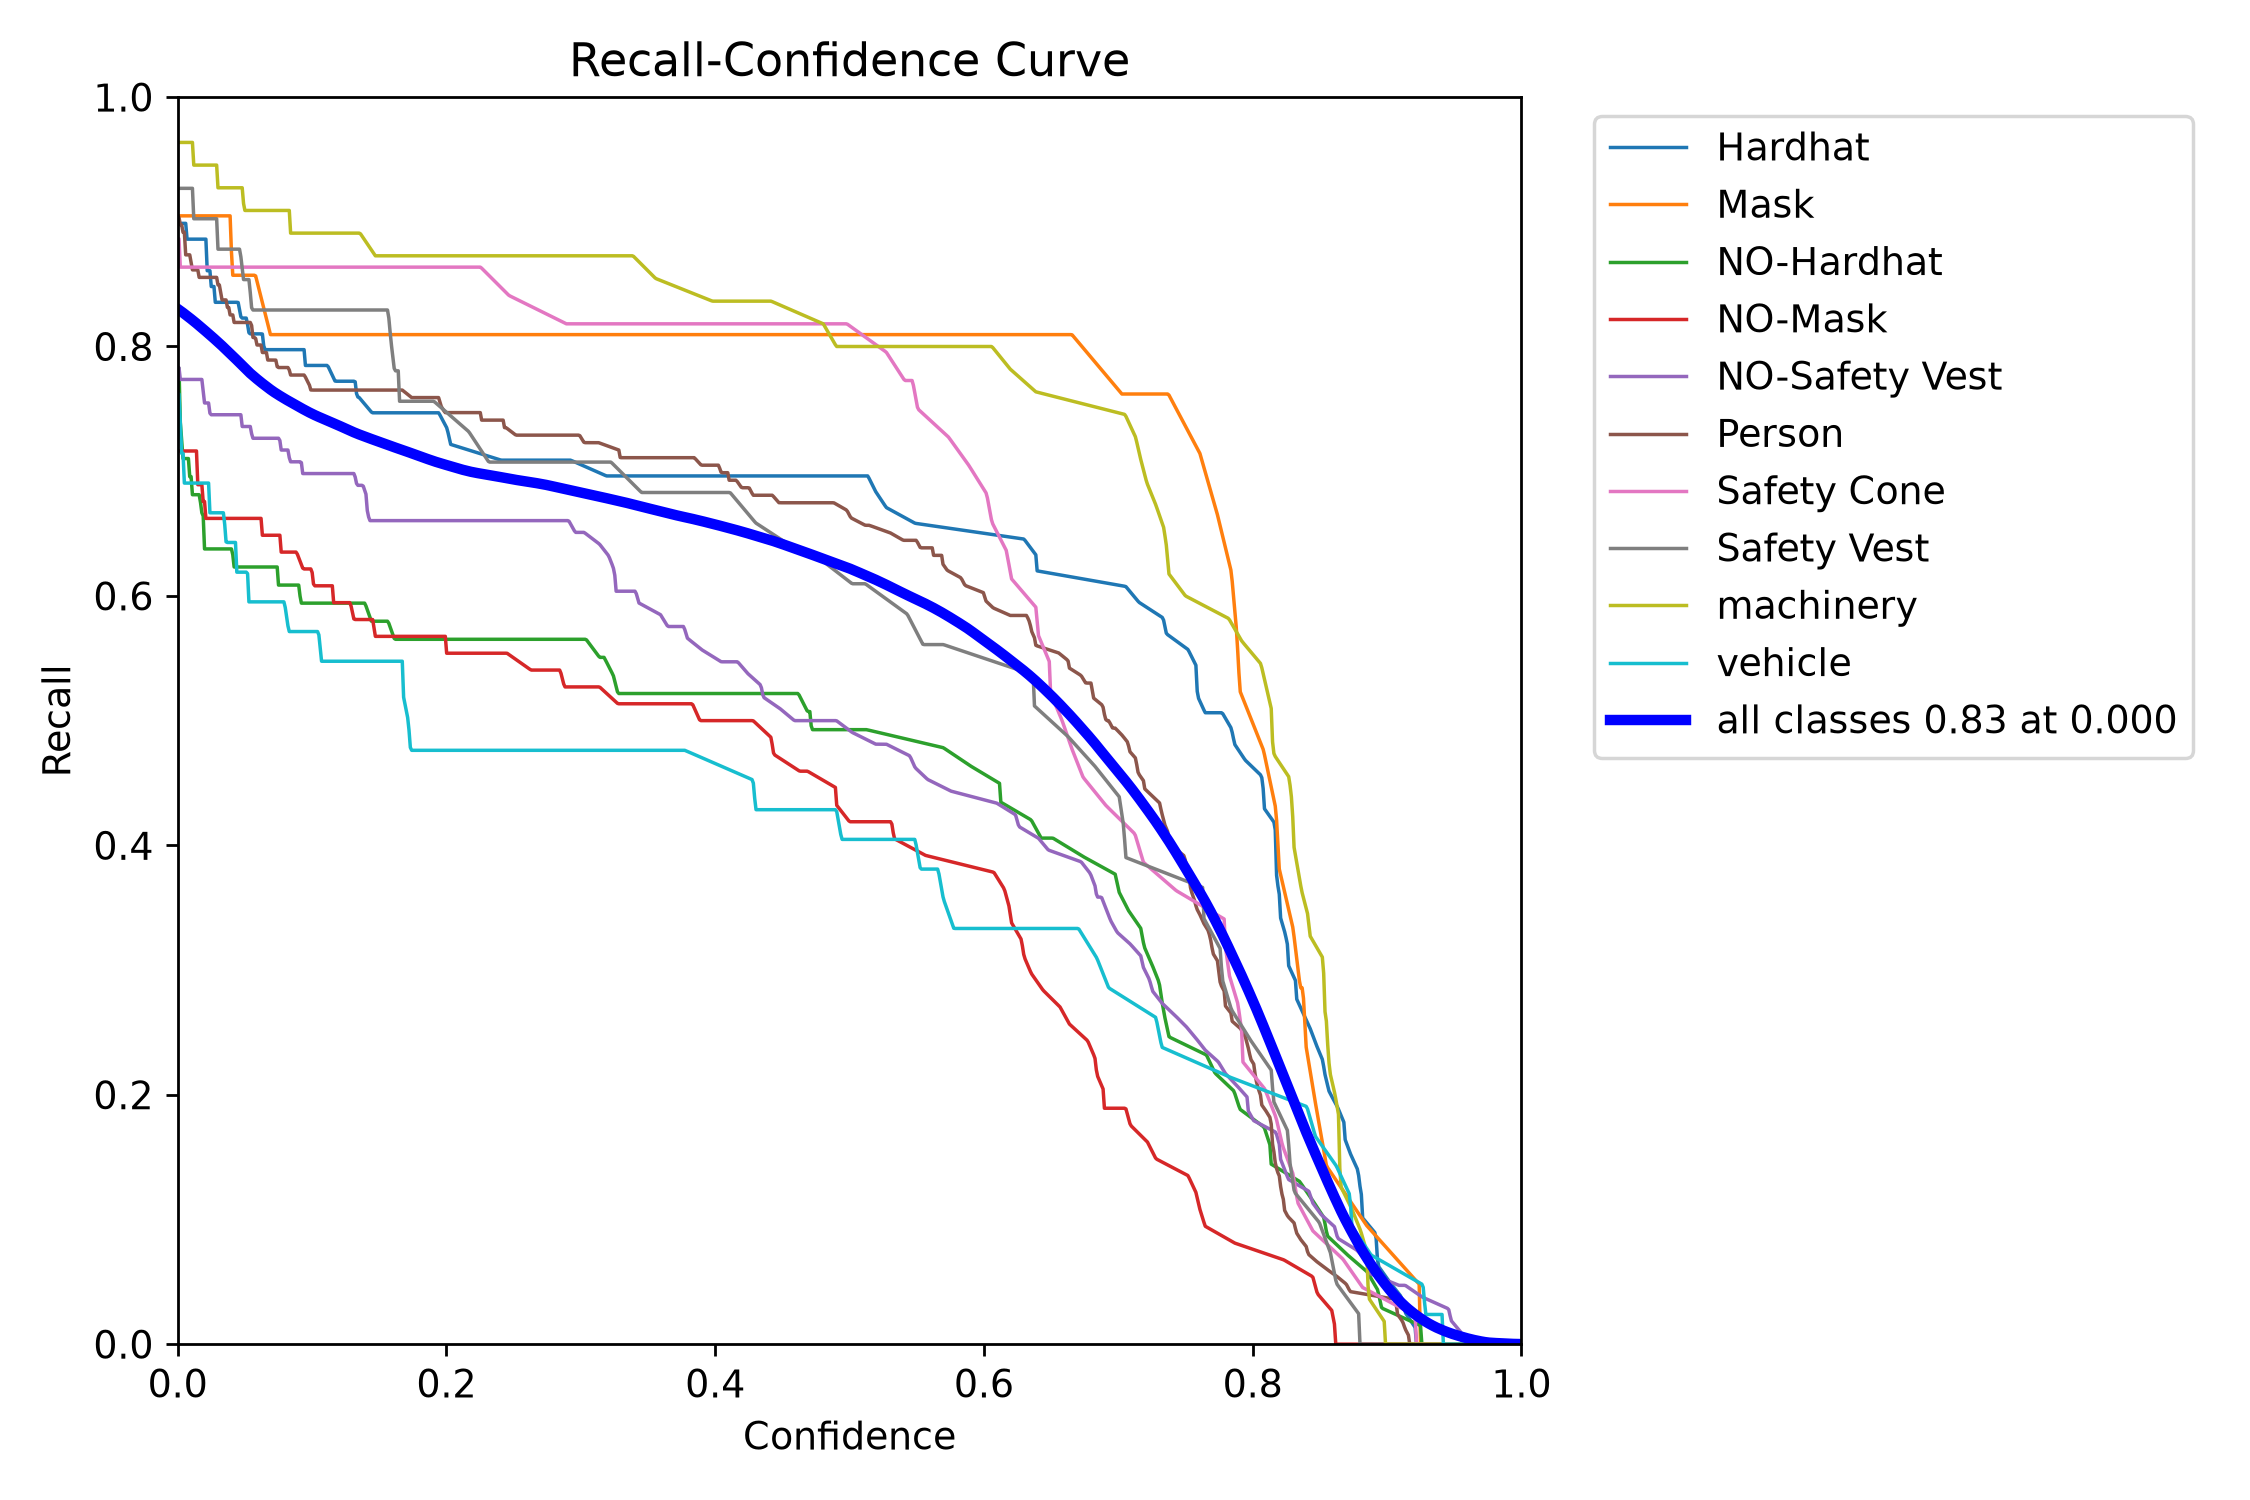 Recall-Confidence Curve
1.0
0.8
0.6
0.4
0.2
0.0
Recall
0.0 0.2 0.4 0.6 0.8 1.0
Confidence
Hardhat
Mask
NO-Hardhat
NO-Mask
NO-Safety Vest
Person
Safety Cone
Safety Vest
machinery
vehicle
all classes 0.83 at 0.000